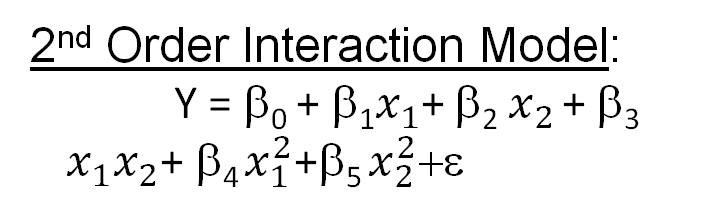 2nd Order Interaction Model:
Y = β₀ + β₁x₁ + β₂ x₂ + β₃
x₁x₂ + β₄x₁² + β₅x₂² + ε